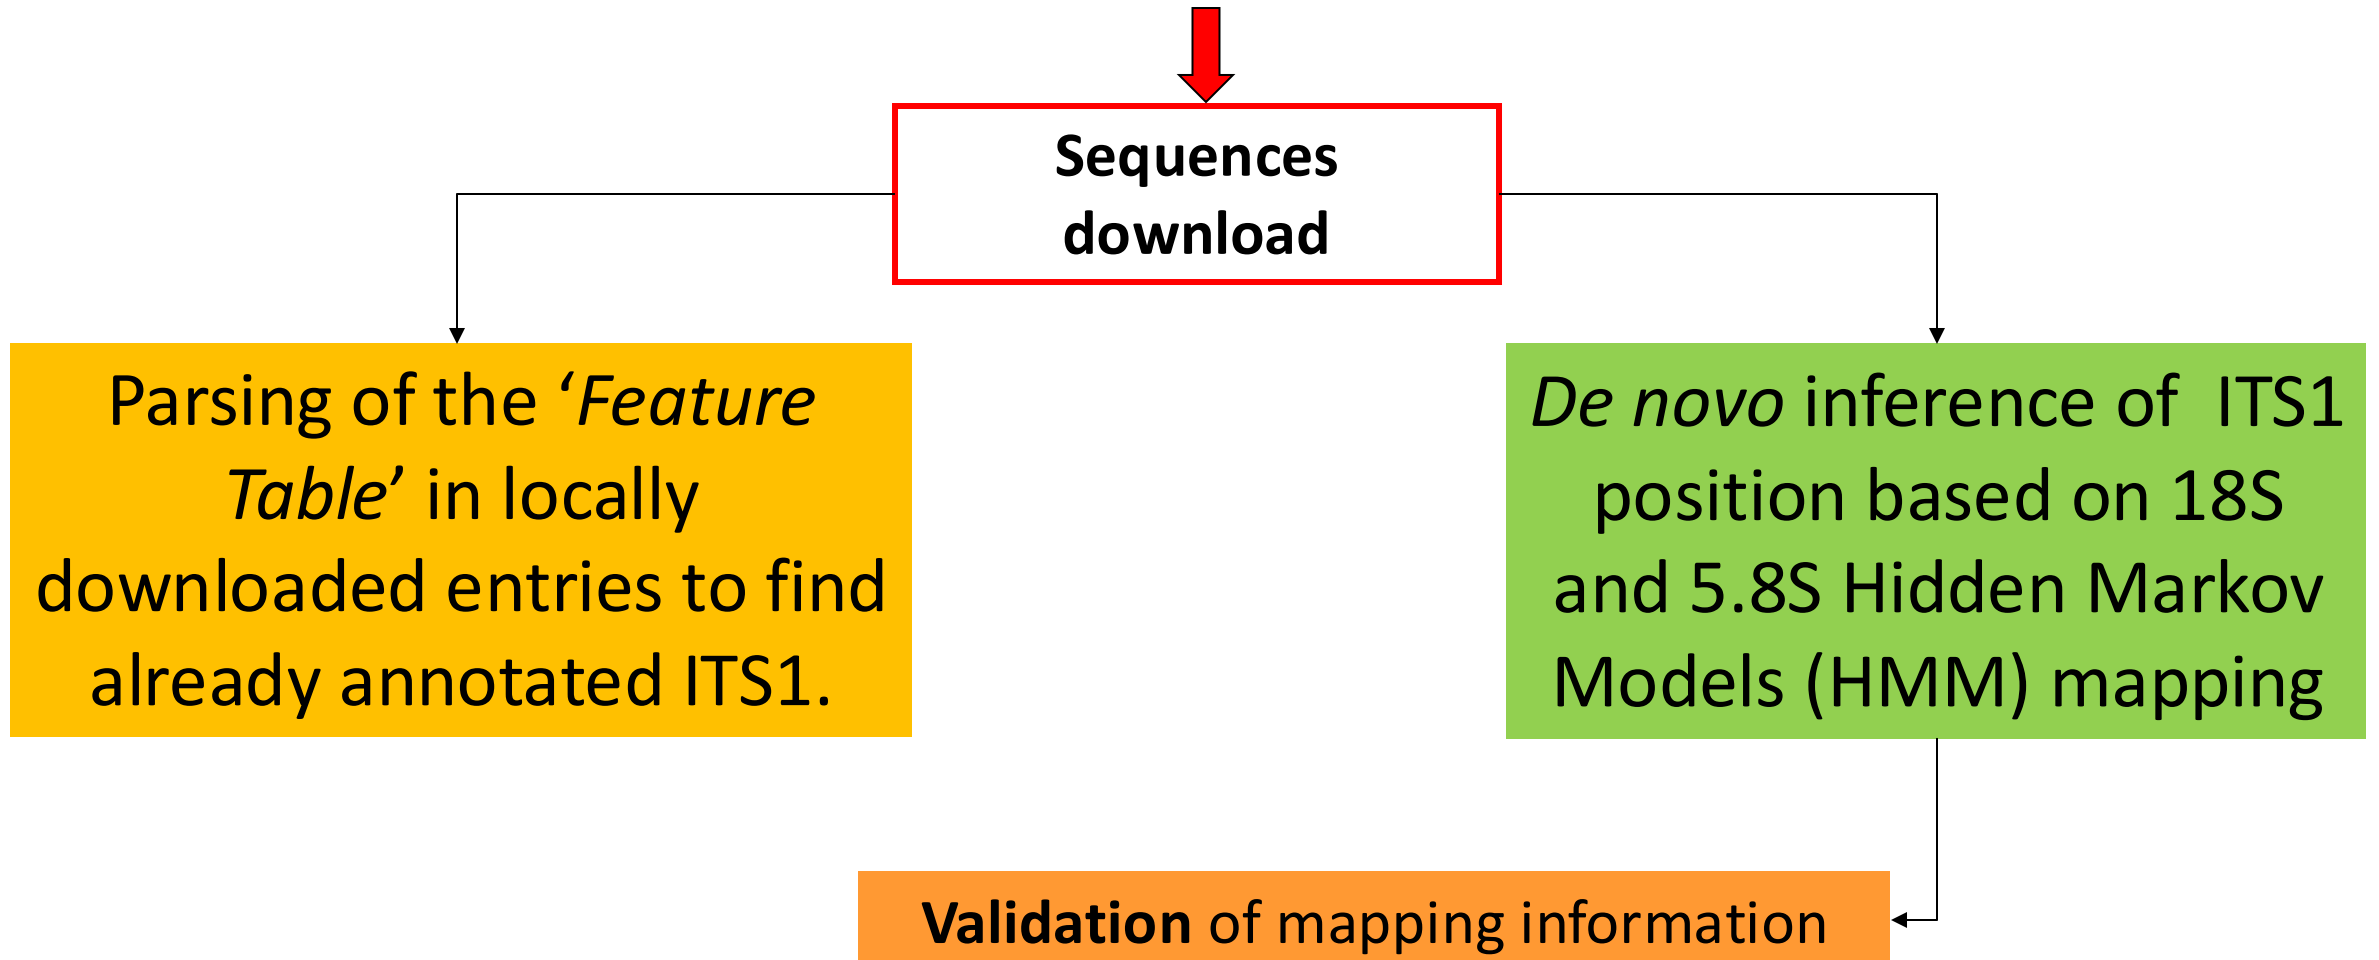 Sequences
download
Parsing of the ‘Feature
Table’ in locally
downloaded entries to find
already annotated ITS1.
De novo inference of  ITS1
position based on 18S
and 5.8S Hidden Markov
Models (HMM) mapping
Validation of mapping information